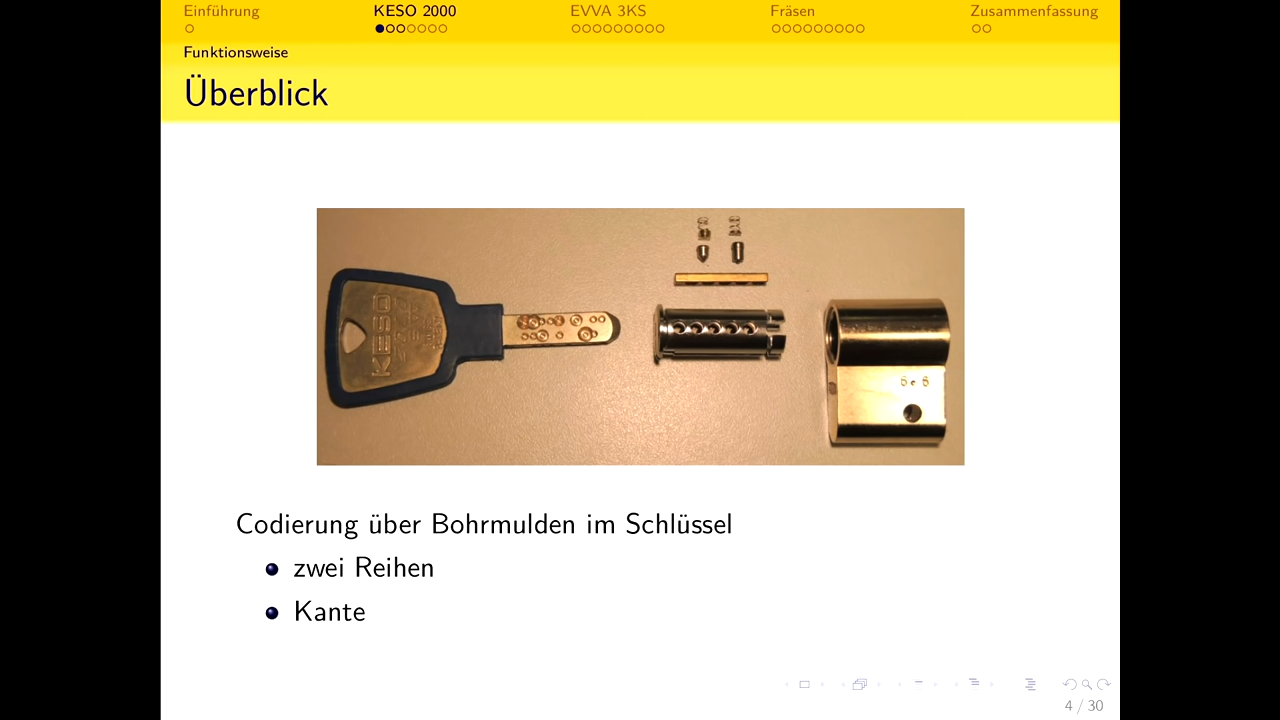 Einführung
KESO 2000
EVVA 3KS
Fräsen
Zusammenfassung
Funktionsweise
Überblick
KESO
Codierung über Bohrmulden im Schlüssel
zwei Reihen
Kante
4 / 30